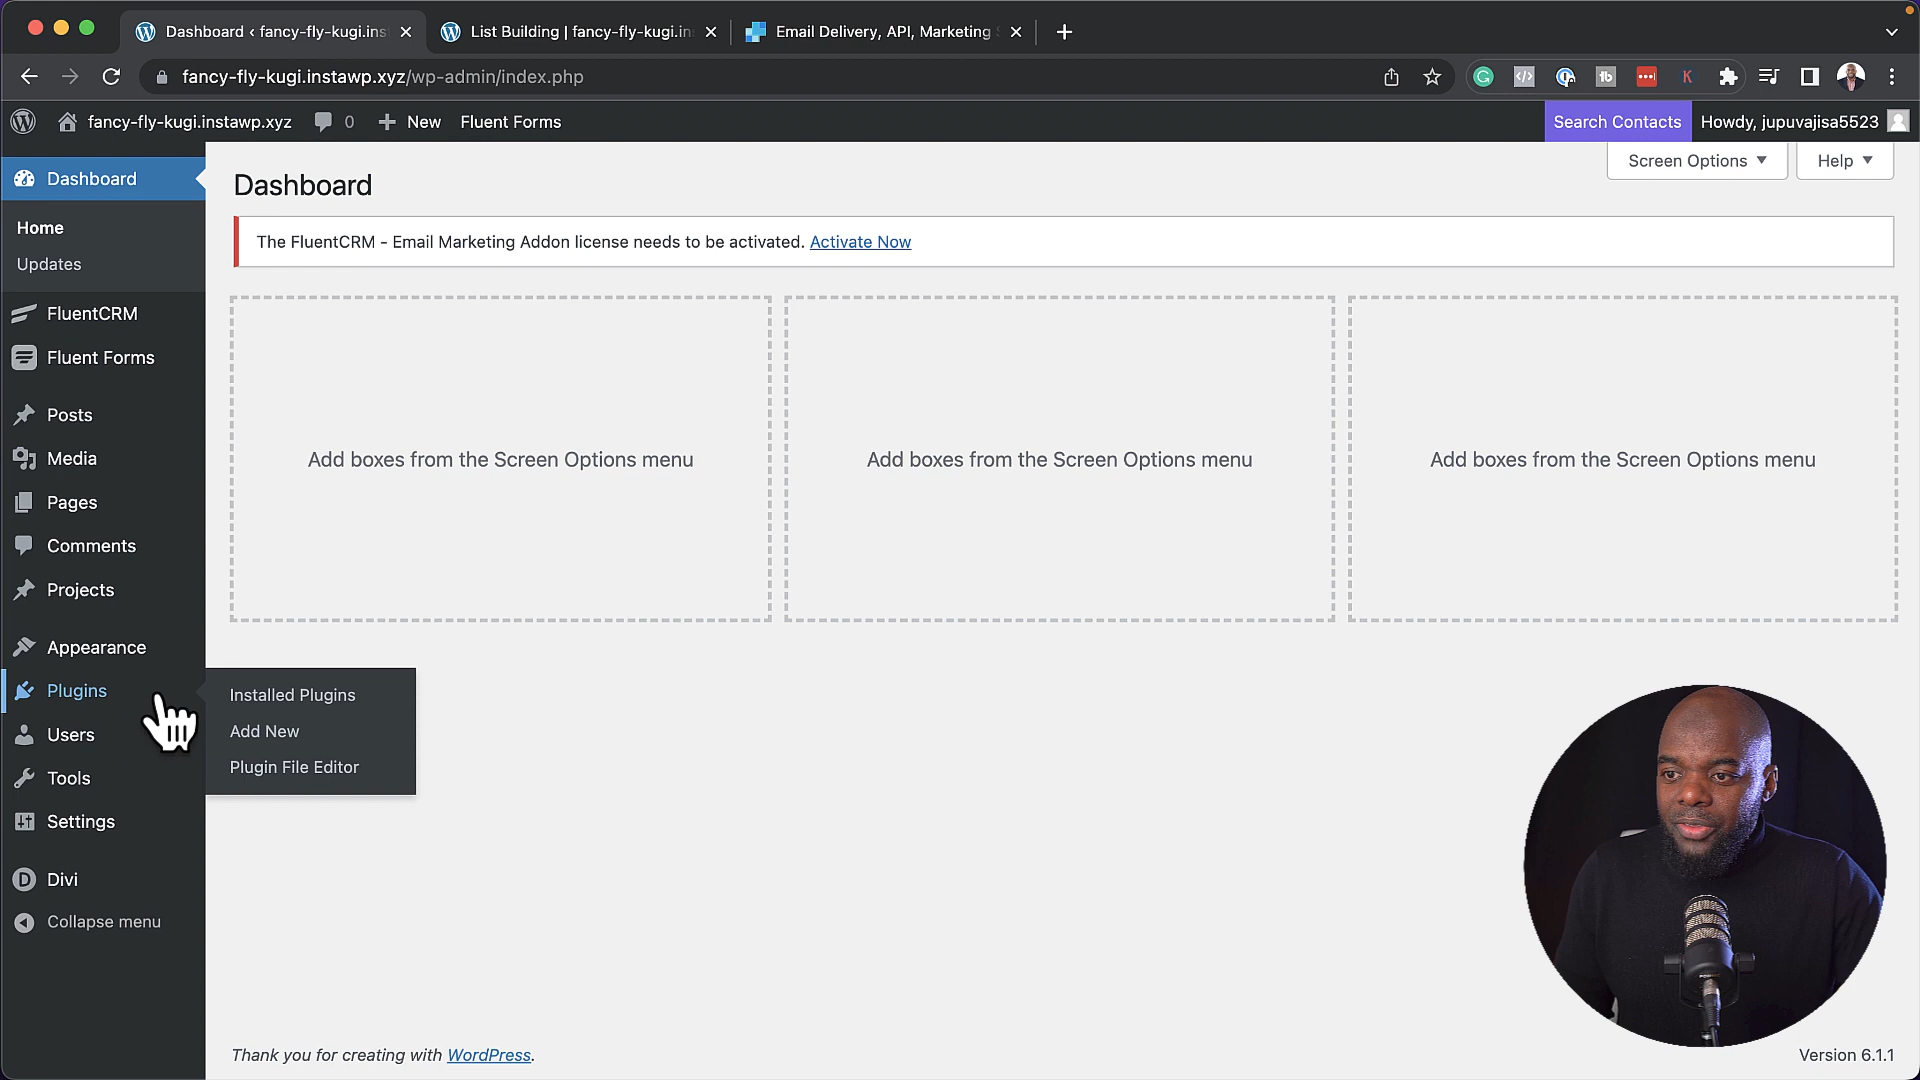 Dashboard ‹ fancy-fly-kugi.ins
List Building | fancy-fly-kugi.in
Email Delivery, API, Marketing S
fancy-fly-kugi.instawp.xyz/wp-admin/index.php
fancy-fly-kugi.instawp.xyz
0
New
Fluent Forms
Search Contacts
Howdy, jupuvajisa5523
Screen Options
Help
Dashboard
Home
Updates
FluentCRM
Fluent Forms
Posts
Media
Pages
Comments
Projects
Appearance
Plugins
Users
Tools
Settings
Divi
Collapse menu
Installed Plugins
Add New
Plugin File Editor
Dashboard
The FluentCRM - Email Marketing Addon license needs to be activated. Activate Now
Add boxes from the Screen Options menu
Add boxes from the Screen Options menu
Add boxes from the Screen Options menu
Thank you for creating with WordPress.
Version 6.1.1